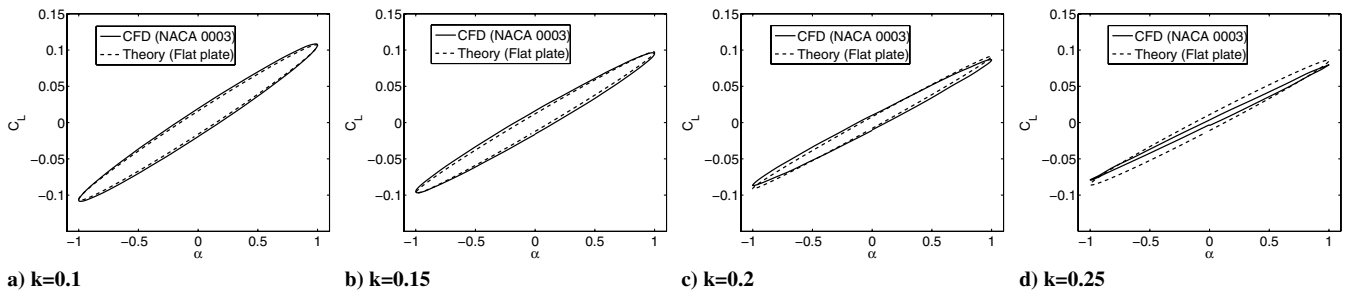 0.15
0.1
0.05
0
−0.05
−0.1
C_L
−1 −0.5 0 0.5 1
α
CFD (NACA 0003)
Theory (Flat plate)
a) k=0.1
0.15
0.1
0.05
0
−0.05
−0.1
C_L
−1 −0.5 0 0.5 1
α
CFD (NACA 0003)
Theory (Flat plate)
b) k=0.15
0.15
0.1
0.05
0
−0.05
−0.1
C_L
−1 −0.5 0 0.5 1
α
CFD (NACA 0003)
Theory (Flat plate)
c) k=0.2
0.15
0.1
0.05
0
−0.05
−0.1
C_L
−1 −0.5 0 0.5 1
α
CFD (NACA 0003)
Theory (Flat plate)
d) k=0.25